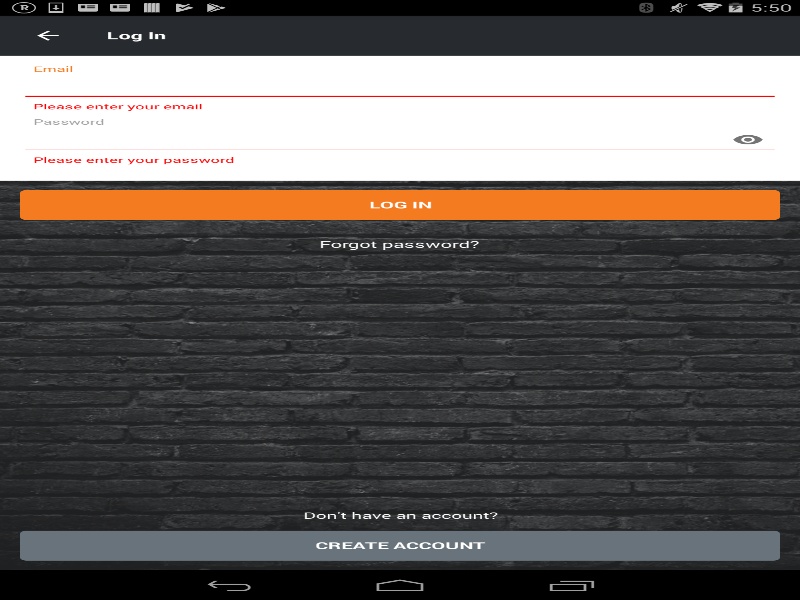 5:50
Log In
Email
Please enter your email
Password
Please enter your password
LOG IN
Forgot password?
Don't have an account?
CREATE ACCOUNT